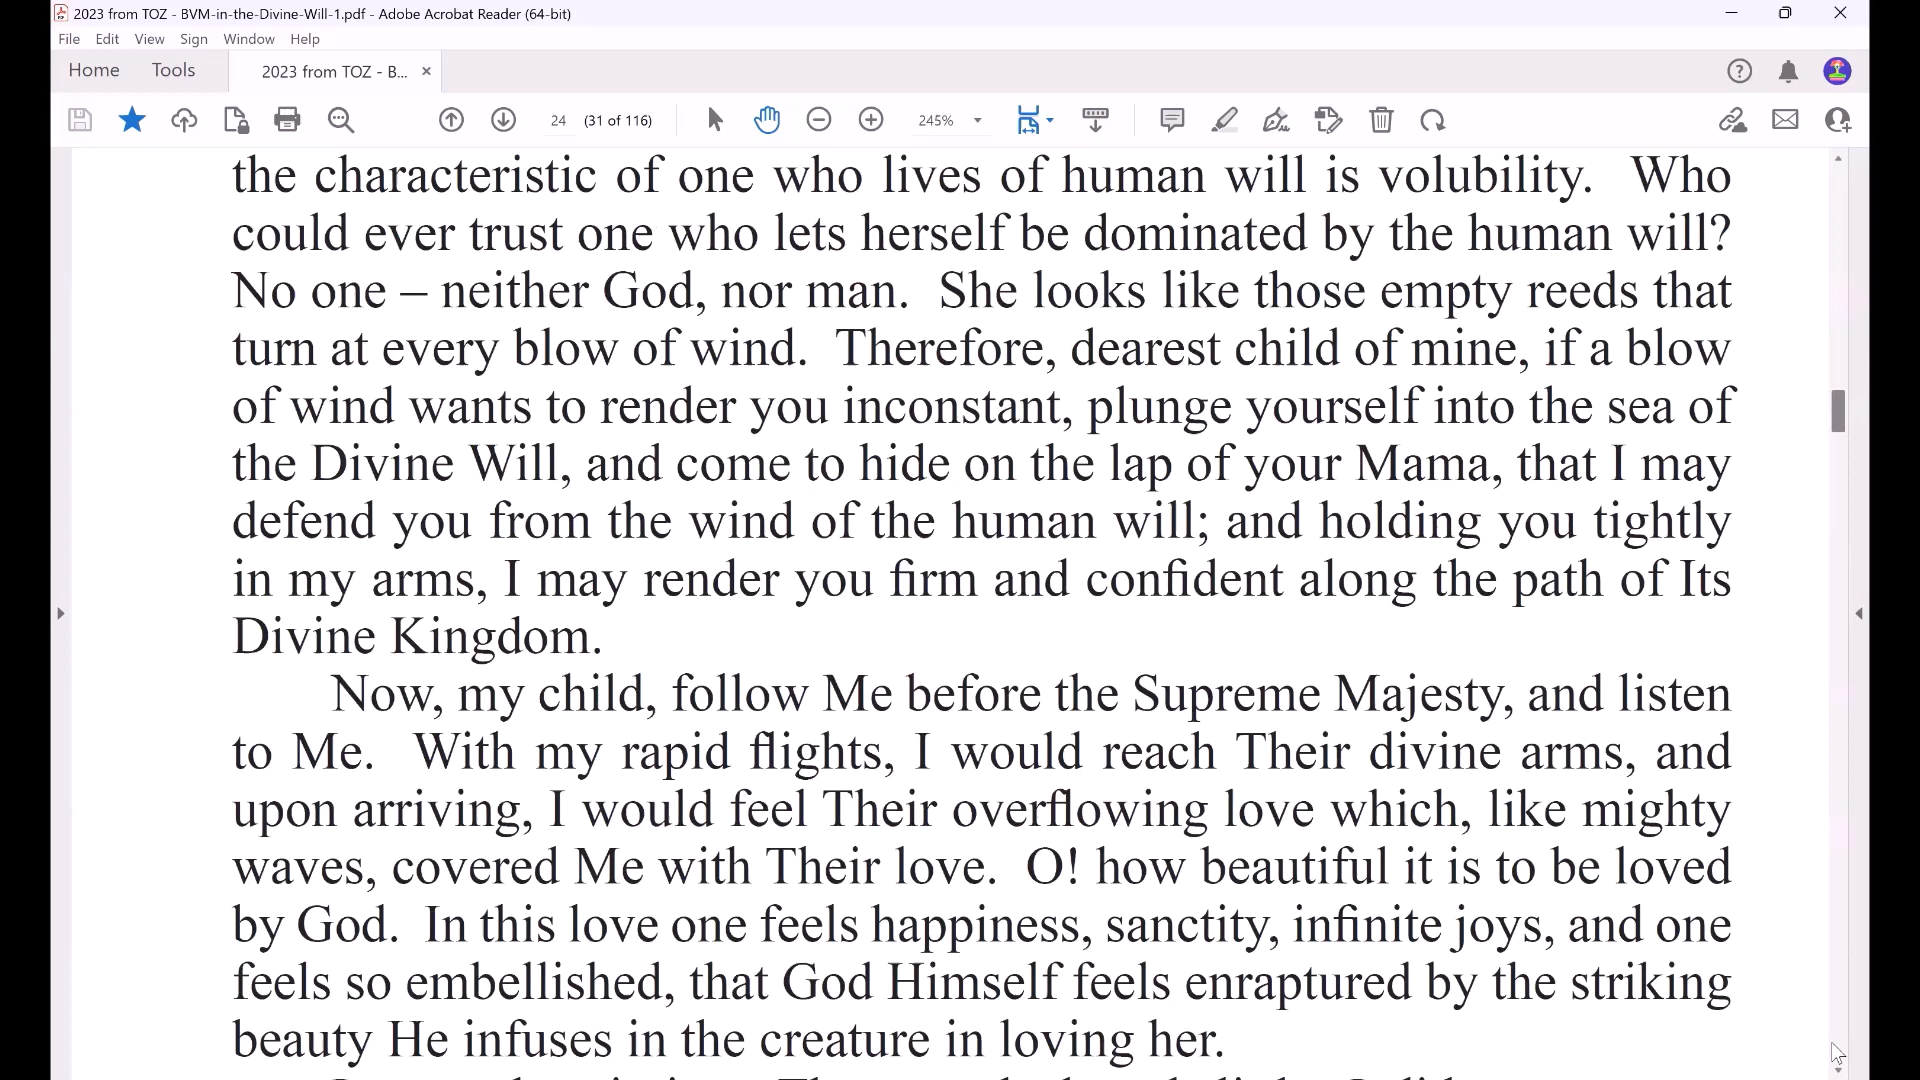 2023 from TOZ - BVM-in-the-Divine-Will-1.pdf - Adobe Acrobat Reader (64-bit)
File Edit View Sign Window Help
Home Tools 2023 from TOZ - B... ×
24 (31 of 116) 245%
the characteristic of one who lives of human will is volubility. Who
could ever trust one who lets herself be dominated by the human will?
No one – neither God, nor man. She looks like those empty reeds that
turn at every blow of wind. Therefore, dearest child of mine, if a blow
of wind wants to render you inconstant, plunge yourself into the sea of
the Divine Will, and come to hide on the lap of your Mama, that I may
defend you from the wind of the human will; and holding you tightly
in my arms, I may render you firm and confident along the path of Its
Divine Kingdom.
Now, my child, follow Me before the Supreme Majesty, and listen
to Me. With my rapid flights, I would reach Their divine arms, and
upon arriving, I would feel Their overflowing love which, like mighty
waves, covered Me with Their love. O! how beautiful it is to be loved
by God. In this love one feels happiness, sanctity, infinite joys, and one
feels so embellished, that God Himself feels enraptured by the striking
beauty He infuses in the creature in loving her.